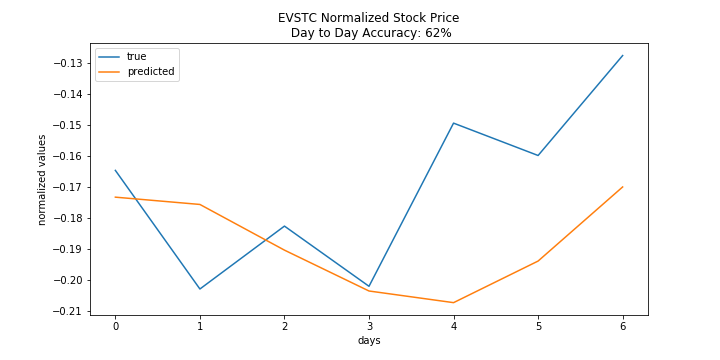 EVSTC Normalized Stock Price
Day to Day Accuracy: 62%
true
predicted
−0.13
−0.14
−0.15
−0.16
−0.17
−0.18
−0.19
−0.20
−0.21
normalized values
0 1 2 3 4 5 6
days